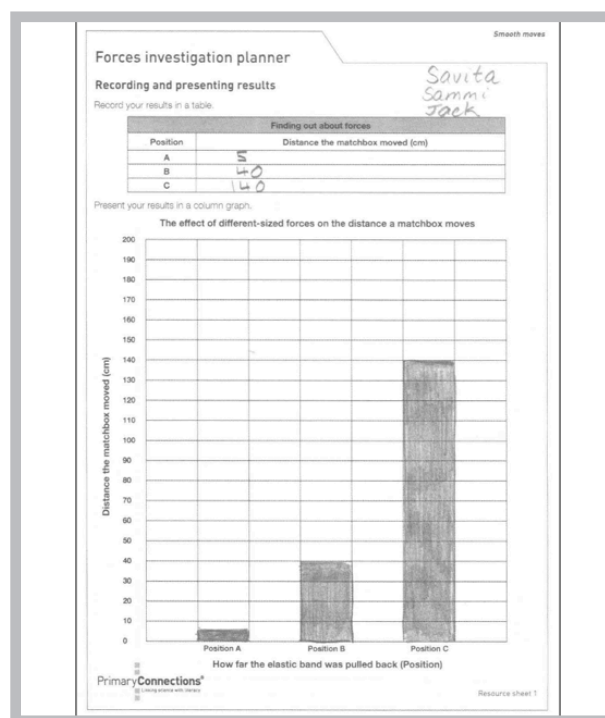 Smooth moves
Forces investigation planner
Savita
Sammi
Jack
Recording and presenting results
Record your results in a table.
Finding out about forces
Position Distance the matchbox moved (cm)
A 5
B 40
C 140
Present your results in a column graph.
The effect of different-sized forces on the distance a matchbox moves
Distance the matchbox moved (cm)
200
190
180
170
160
150
140
130
120
110
100
90
80
70
60
50
40
30
20
10
0
Position A Position B Position C
How far the elastic band was pulled back (Position)
PrimaryConnections®
Linking science with literacy
Resource sheet 1